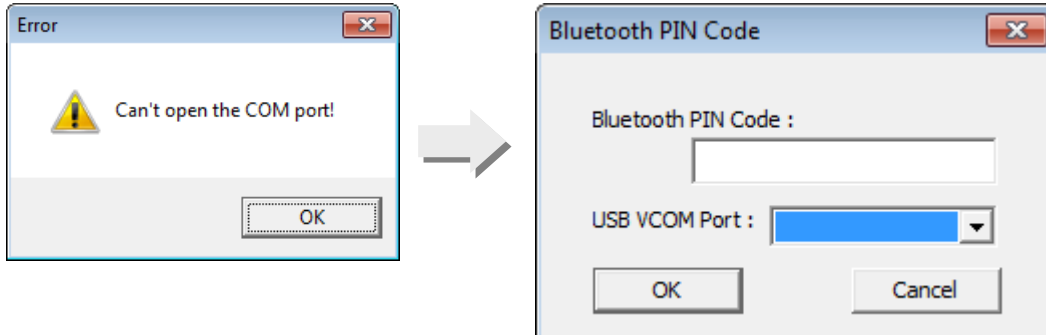 Error
Can't open the COM port!
OK
Bluetooth PIN Code
Bluetooth PIN Code :
USB VCOM Port :
OK Cancel